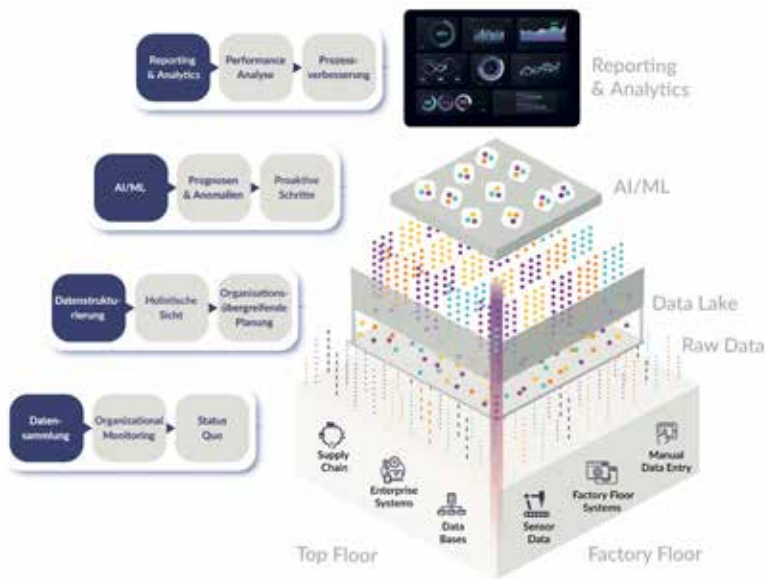 Reporting
& Analytics
Performance
Analyse
Prozess-
verbesserung
Reporting
& Analytics
AI/ML
Prognosen
& Anomalien
Proaktive
Schritte
AI/ML
Datenstruktu-
rierung
Holistische
Sicht
Organisations-
übergreifende
Planung
Data Lake
Raw Data
Daten-
sammlung
Organizational
Monitoring
Status
Quo
Supply
Chain
Enterprise
Systems
Data
Bases
Sensor
Data
Factory Floor
Systems
Manual
Data Entry
Top Floor
Factory Floor